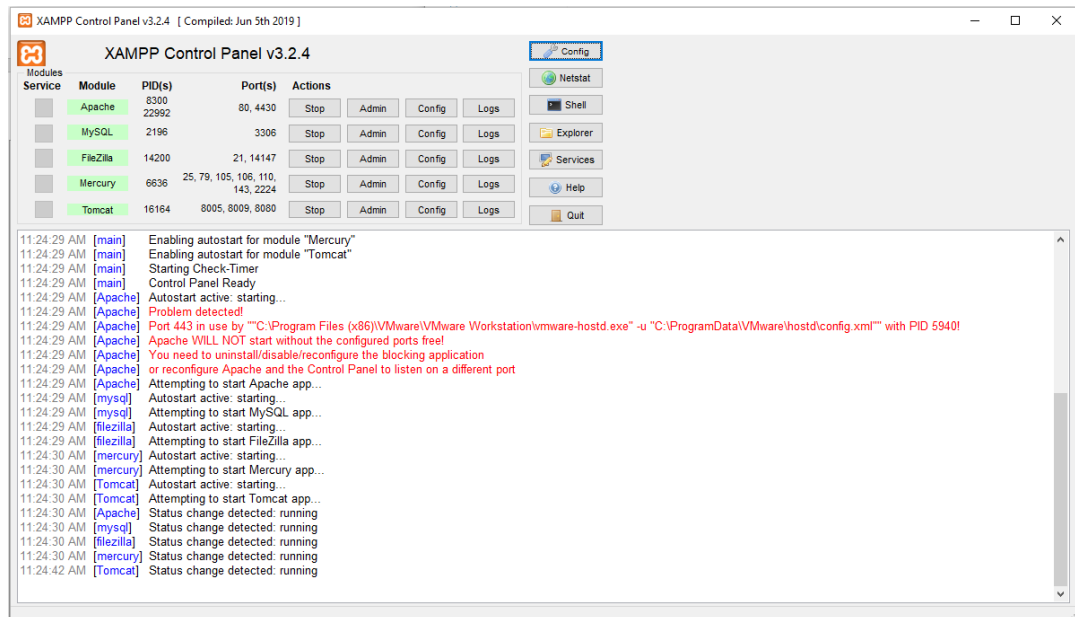 XAMPP Control Panel v3.2.4 [ Compiled: Jun 5th 2019 ]
XAMPP Control Panel v3.2.4
Config
Modules
Service Module PID(s) Port(s) Actions
Netstat
Apache 8300 22992 80, 4430 Stop Admin Config Logs
Shell
MySQL 2196 3306 Stop Admin Config Logs
Explorer
FileZilla 14200 21, 14147 Stop Admin Config Logs
Services
Mercury 6636 25, 79, 105, 106, 110, 143, 2224 Stop Admin Config Logs
Help
Tomcat 16164 8005, 8009, 8080 Stop Admin Config Logs
Quit
11:24:29 AM [main] Enabling autostart for module "Mercury"
11:24:29 AM [main] Enabling autostart for module "Tomcat"
11:24:29 AM [main] Starting Check-Timer
11:24:29 AM [main] Control Panel Ready
11:24:29 AM [Apache] Autostart active: starting...
11:24:29 AM [Apache] Problem detected!
11:24:29 AM [Apache] Port 443 in use by ""C:\Program Files (x86)\VMware\VMware Workstation\vmware-hostd.exe" -u "C:\ProgramData\VMware\hostd\config.xml"" with PID 5940!
11:24:29 AM [Apache] Apache WILL NOT start without the configured ports free!
11:24:29 AM [Apache] You need to uninstall/disable/reconfigure the blocking application
11:24:29 AM [Apache] or reconfigure Apache and the Control Panel to listen on a different port
11:24:29 AM [Apache] Attempting to start Apache app...
11:24:29 AM [mysql] Autostart active: starting...
11:24:29 AM [mysql] Attempting to start MySQL app...
11:24:29 AM [filezilla] Autostart active: starting...
11:24:29 AM [filezilla] Attempting to start FileZilla app...
11:24:30 AM [mercury] Autostart active: starting...
11:24:30 AM [mercury] Attempting to start Mercury app...
11:24:30 AM [Tomcat] Autostart active: starting...
11:24:30 AM [Tomcat] Attempting to start Tomcat app...
11:24:30 AM [Apache] Status change detected: running
11:24:30 AM [mysql] Status change detected: running
11:24:30 AM [filezilla] Status change detected: running
11:24:30 AM [mercury] Status change detected: running
11:24:42 AM [Tomcat] Status change detected: running